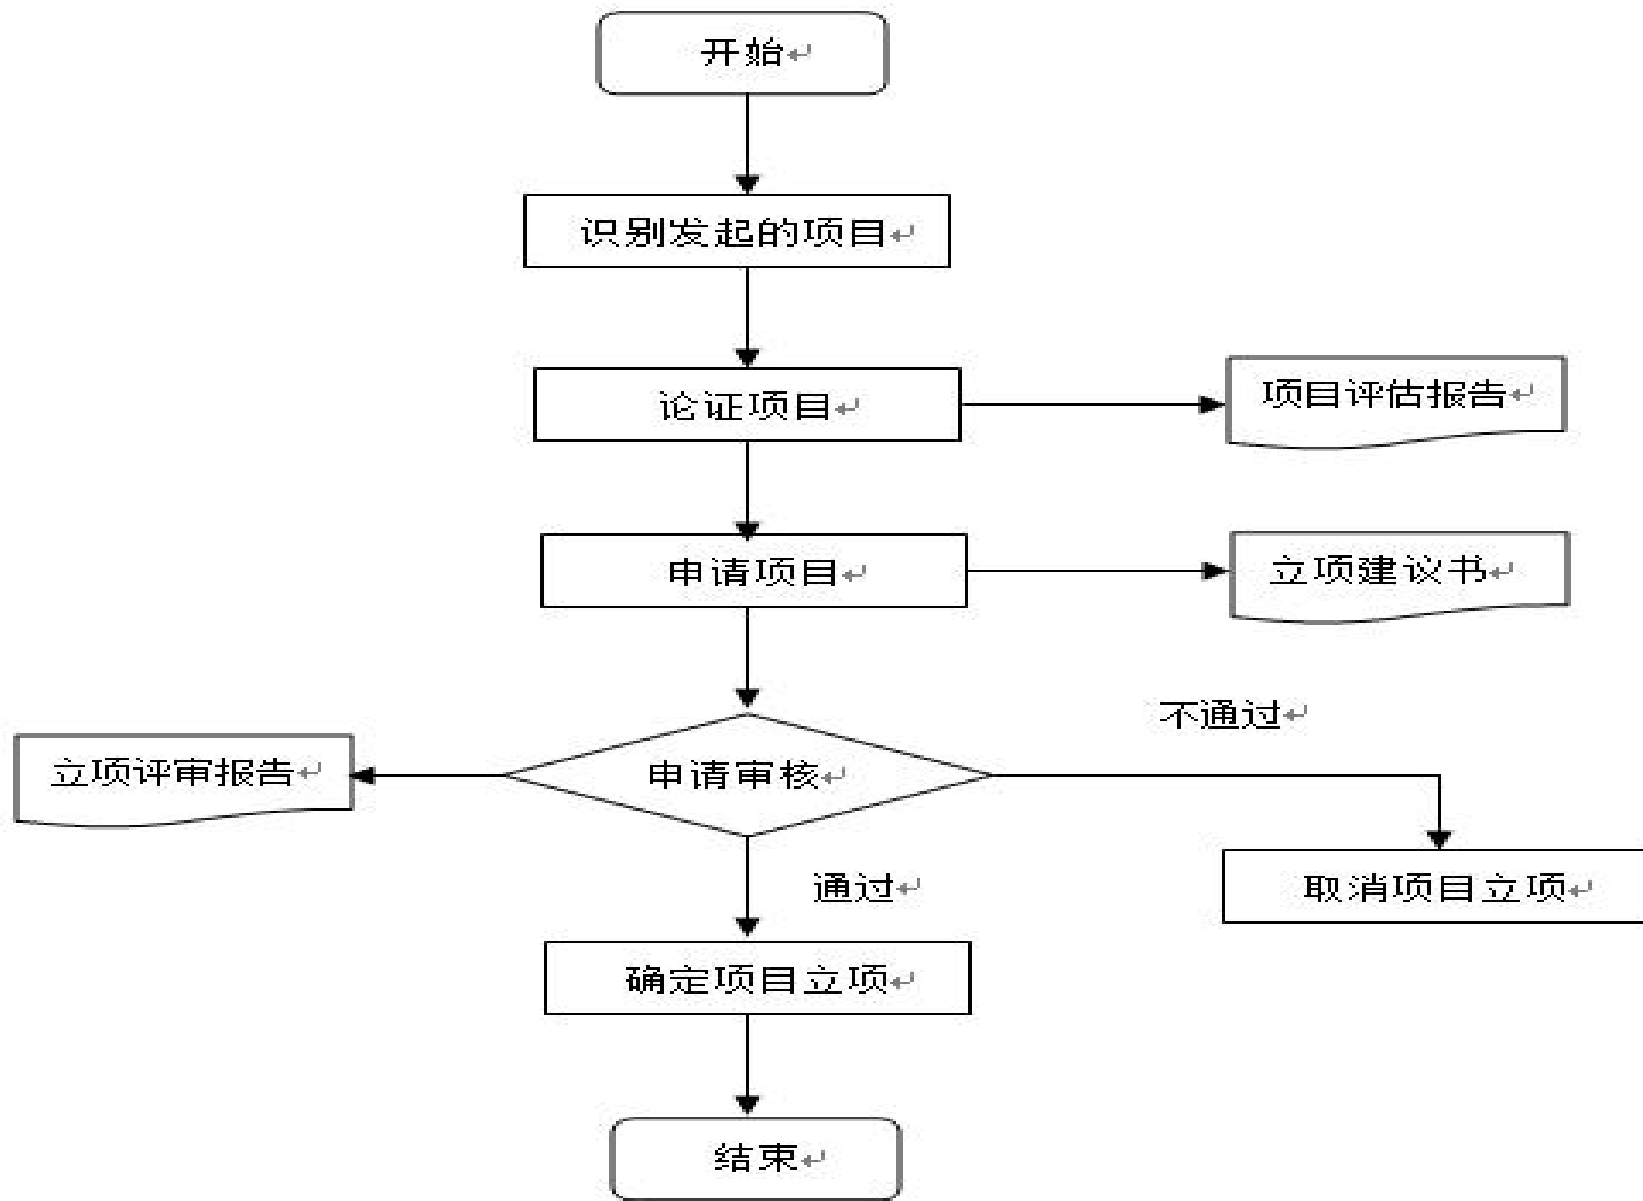 开始
识别发起的项目
论证项目
项目评估报告
申请项目
立项建议书
不通过
立项评审报告
申请审核
通过
取消项目立项
确定项目立项
结束